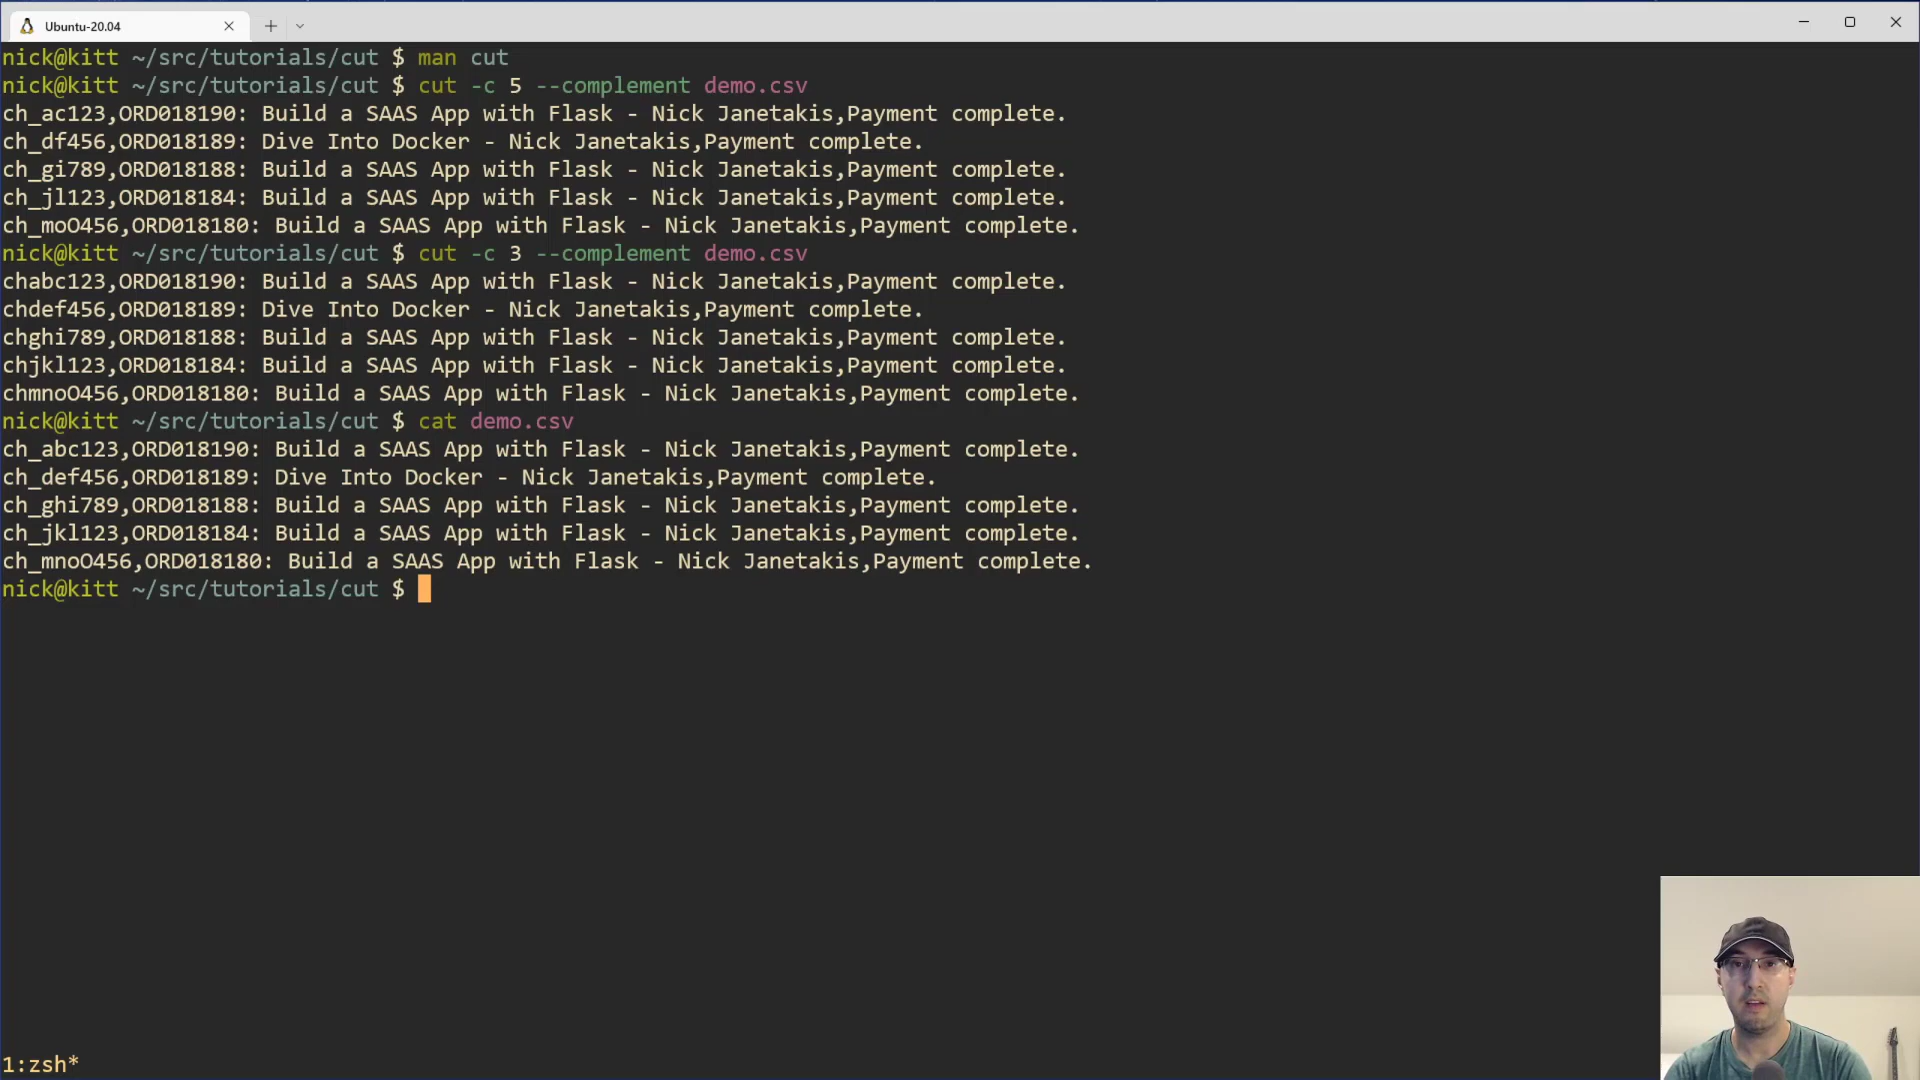 Ubuntu-20.04
nick@kitt ~/src/tutorials/cut $ man cut
nick@kitt ~/src/tutorials/cut $ cut -c 5 --complement demo.csv
ch_ac123,ORD018190: Build a SAAS App with Flask - Nick Janetakis,Payment complete.
ch_df456,ORD018189: Dive Into Docker - Nick Janetakis,Payment complete.
ch_gi789,ORD018188: Build a SAAS App with Flask - Nick Janetakis,Payment complete.
ch_jl123,ORD018184: Build a SAAS App with Flask - Nick Janetakis,Payment complete.
ch_moO456,ORD018180: Build a SAAS App with Flask - Nick Janetakis,Payment complete.
nick@kitt ~/src/tutorials/cut $ cut -c 3 --complement demo.csv
chabc123,ORD018190: Build a SAAS App with Flask - Nick Janetakis,Payment complete.
chdef456,ORD018189: Dive Into Docker - Nick Janetakis,Payment complete.
chghi789,ORD018188: Build a SAAS App with Flask - Nick Janetakis,Payment complete.
chjkl123,ORD018184: Build a SAAS App with Flask - Nick Janetakis,Payment complete.
chmnoO456,ORD018180: Build a SAAS App with Flask - Nick Janetakis,Payment complete.
nick@kitt ~/src/tutorials/cut $ cat demo.csv
ch_abc123,ORD018190: Build a SAAS App with Flask - Nick Janetakis,Payment complete.
ch_def456,ORD018189: Dive Into Docker - Nick Janetakis,Payment complete.
ch_ghi789,ORD018188: Build a SAAS App with Flask - Nick Janetakis,Payment complete.
ch_jkl123,ORD018184: Build a SAAS App with Flask - Nick Janetakis,Payment complete.
ch_mnoO456,ORD018180: Build a SAAS App with Flask - Nick Janetakis,Payment complete.
nick@kitt ~/src/tutorials/cut $
1:zsh*